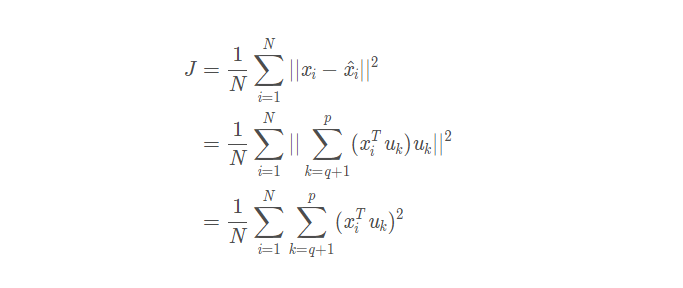 J = \frac{1}{N} \sum_{i=1}^{N} ||x_i - \hat{x}_i||^2
= \frac{1}{N} \sum_{i=1}^{N} || \sum_{k=q+1}^{p} (x_i^T u_k) u_k ||^2
= \frac{1}{N} \sum_{i=1}^{N} \sum_{k=q+1}^{p} (x_i^T u_k)^2